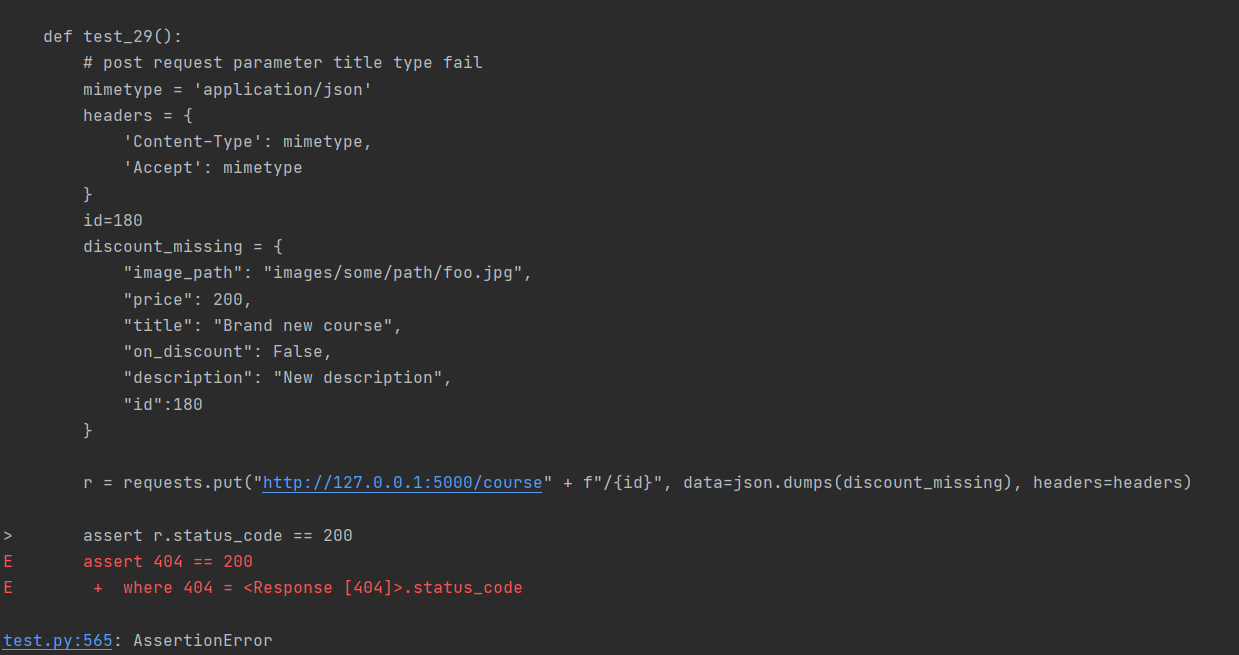 def test_29():
# post request parameter title type fail
mimetype = 'application/json'
headers = {
'Content-Type': mimetype,
'Accept': mimetype
}
id=180
discount_missing = {
"image_path": "images/some/path/foo.jpg",
"price": 200,
"title": "Brand new course",
"on_discount": False,
"description": "New description",
"id":180
}
r = requests.put("http://127.0.0.1:5000/course" + f"/{id}", data=json.dumps(discount_missing), headers=headers)
> assert r.status_code == 200
E assert 404 == 200
E + where 404 = <Response [404]>.status_code
test.py:565: AssertionError